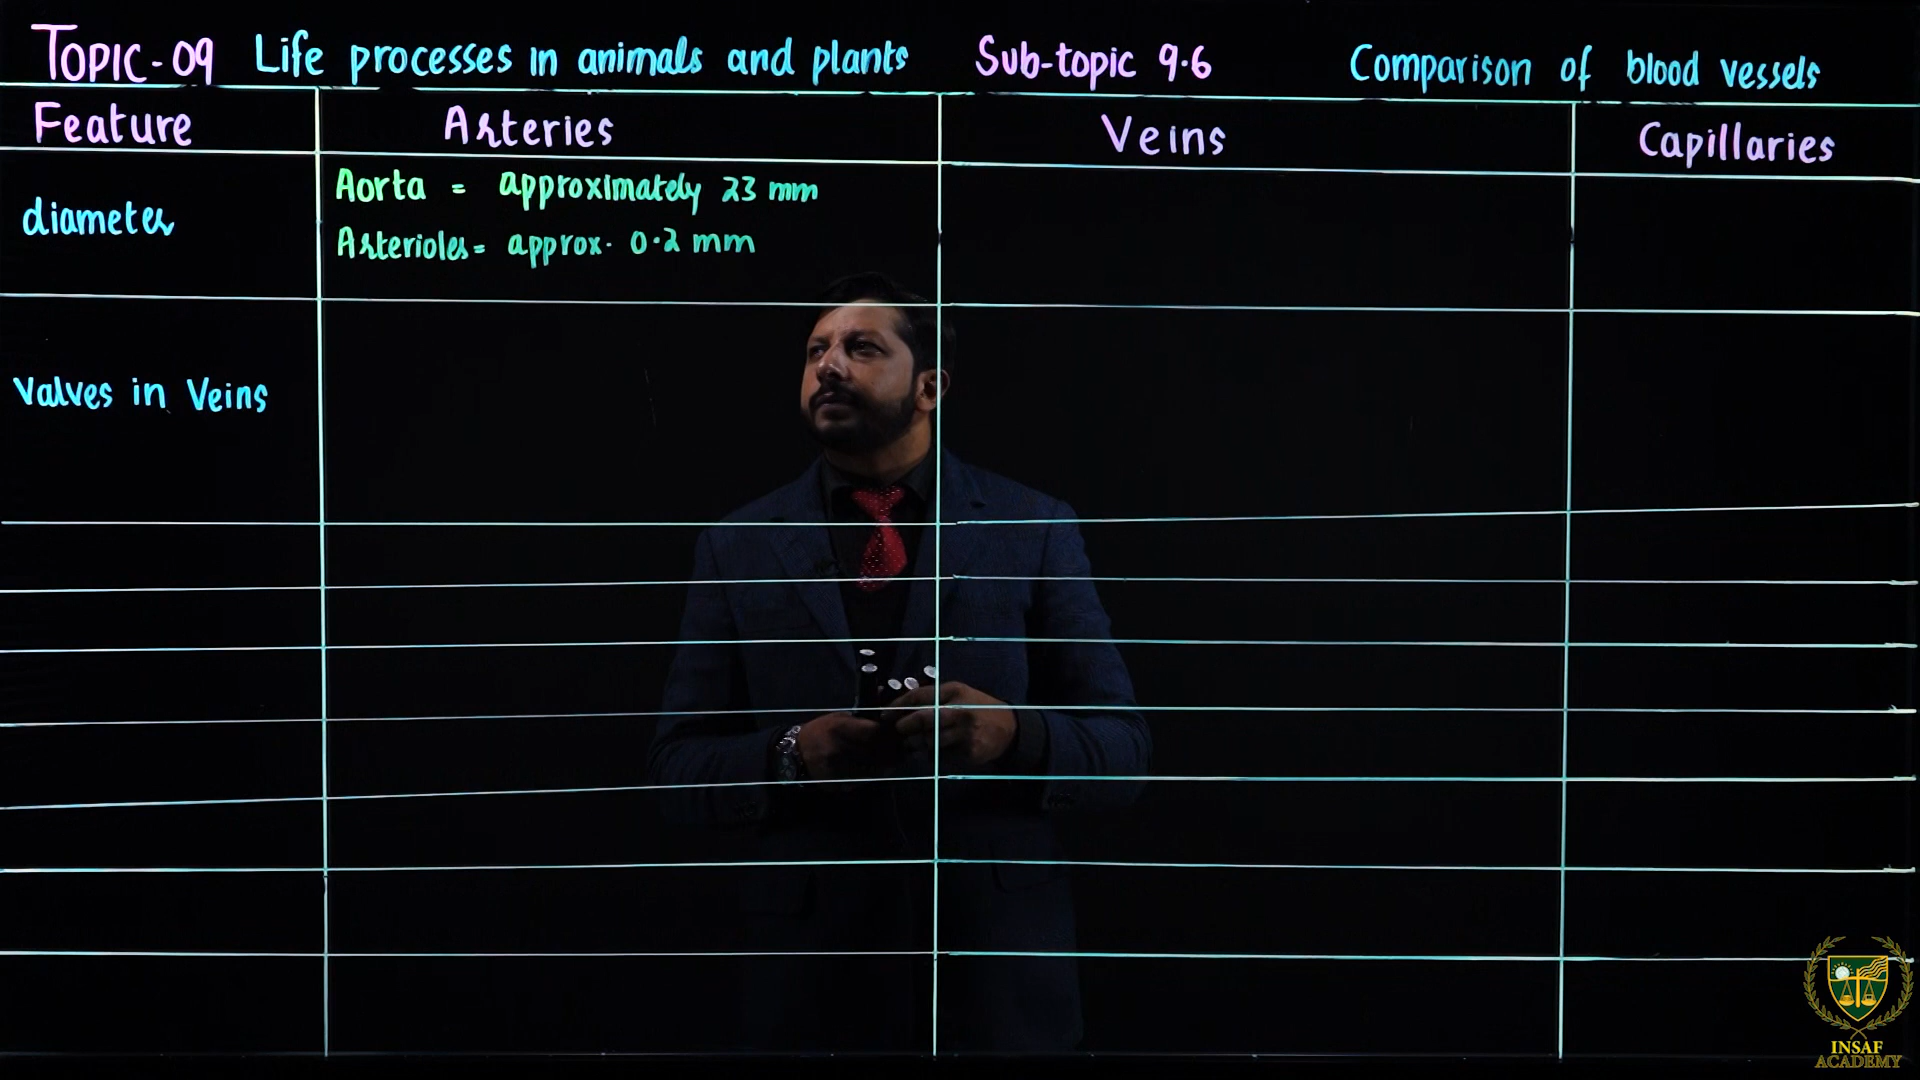 TOPIC-09 Life processes in animals and plants Sub-topic 9.6 Comparison of blood vessels
Feature Arteries Veins Capillaries
diameter
Aorta = approximately 23 mm
Arterioles = approx. 0.2 mm
Valves in Veins
INSAF
ACADEMY